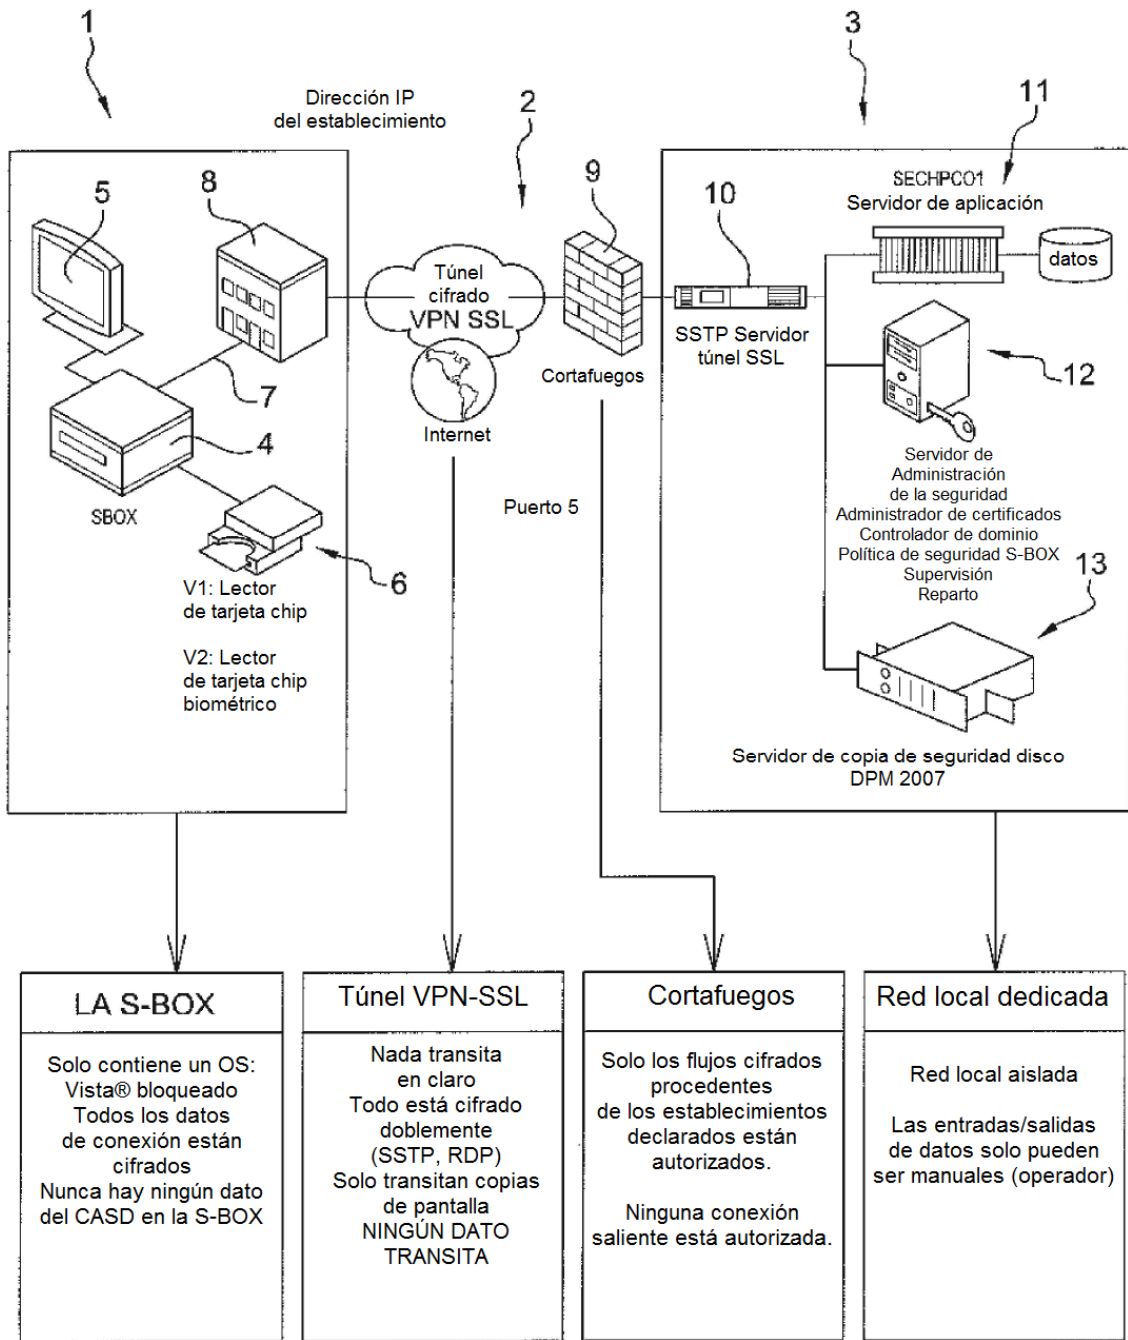 1
3
Dirección IP
del establecimiento
2
11
5
8
9
10
SECHPC01
Servidor de aplicación
datos
Túnel
cifrado
VPN SSL
SSTP Servidor
túnel SSL
12
Cortafuegos
7
4
Internet
SBOX
Servidor de
Administración
de la seguridad
Administrador de certificados
Controlador de dominio
Política de seguridad S-BOX
Supervisión
Reparto
Puerto 5
6
V1: Lector
de tarjeta chip
V2: Lector
de tarjeta chip
biométrico
13
Servidor de copia de seguridad disco
DPM 2007
LA S-BOX
Solo contiene un OS:
Vista® bloqueado
Todos los datos
de conexión están
cifrados
Nunca hay ningún dato
del CASD en la S-BOX
Túnel VPN-SSL
Nada transita
en claro
Todo está cifrado
doblemente
(SSTP, RDP)
Solo transitan copias
de pantalla
NINGÚN DATO
TRANSITA
Cortafuegos
Solo los flujos cifrados
procedentes
de los establecimientos
declarados están
autorizados.
Ninguna conexión
saliente está autorizada.
Red local dedicada
Red local aislada
Las entradas/salidas
de datos solo pueden
ser manuales (operador)